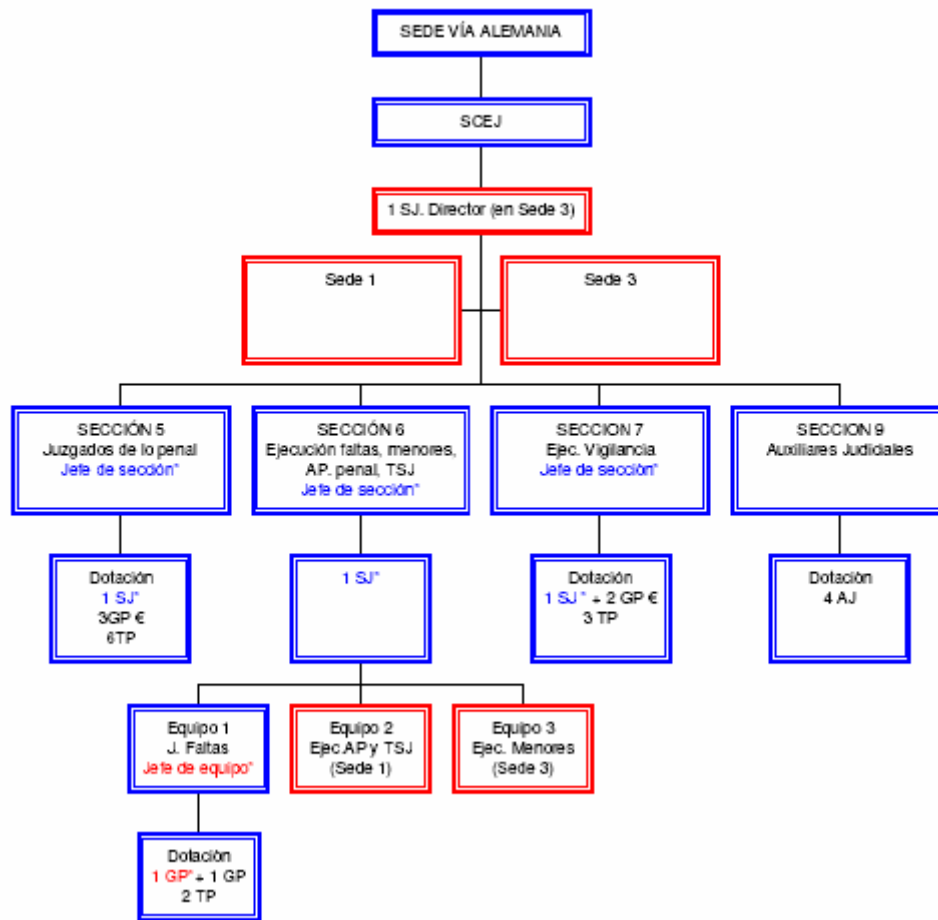 SEDE VÍA ALEMANIA
SCEJ
1 SJ. Director (en Sede 3)
Sede 1
Sede 3
SECCIÓN 5
Juzgados de lo penal
Jefe de sección*
SECCIÓN 6
Ejecución faltas, menores,
AP. penal, TSJ
Jefe de sección*
SECCION 7
Ejec. Vigilancia
Jefe de sección*
SECCION 9
Auxiliares Judiciales
Dotación
1 SJ*
3GP €
6TP
1 SJ*
Dotación
1 SJ * + 2 GP €
3 TP
Dotación
4 AJ
Equipo 1
J. Faltas
Jefe de equipo*
Equipo 2
Ejec AP y TSJ
(Sede 1)
Equipo 3
Ejec. Menores
(Sede 3)
Dotación
1 GP* + 1 GP
2 TP